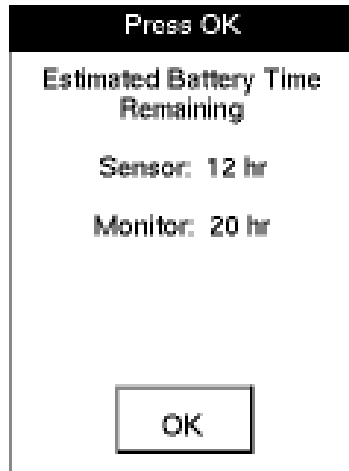 Press OK
Estimated Battery Time
Remaining
Sensor: 12 hr
Monitor: 20 hr
OK